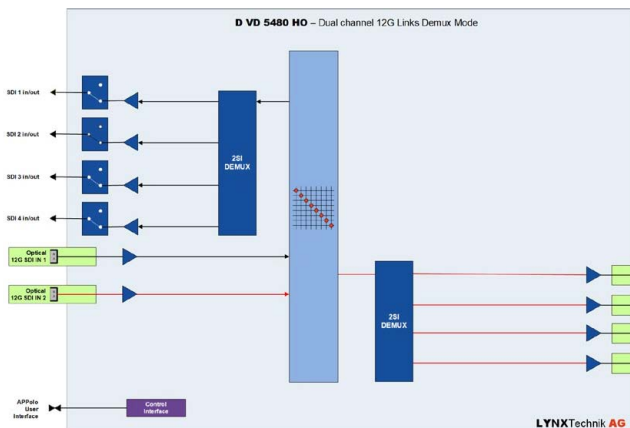 D VD 5480 HO – Dual channel 12G Links Demux Mode
SDI 1 in/out
SDI 2 in/out
SDI 3 in/out
SDI 4 in/out
2SI
DEMUX
Optical
12G SDI IN 1
Optical
12G SDI IN 2
2SI
DEMUX
APPolo
User
Interface
Control
Interface
LYNXTechnik AG